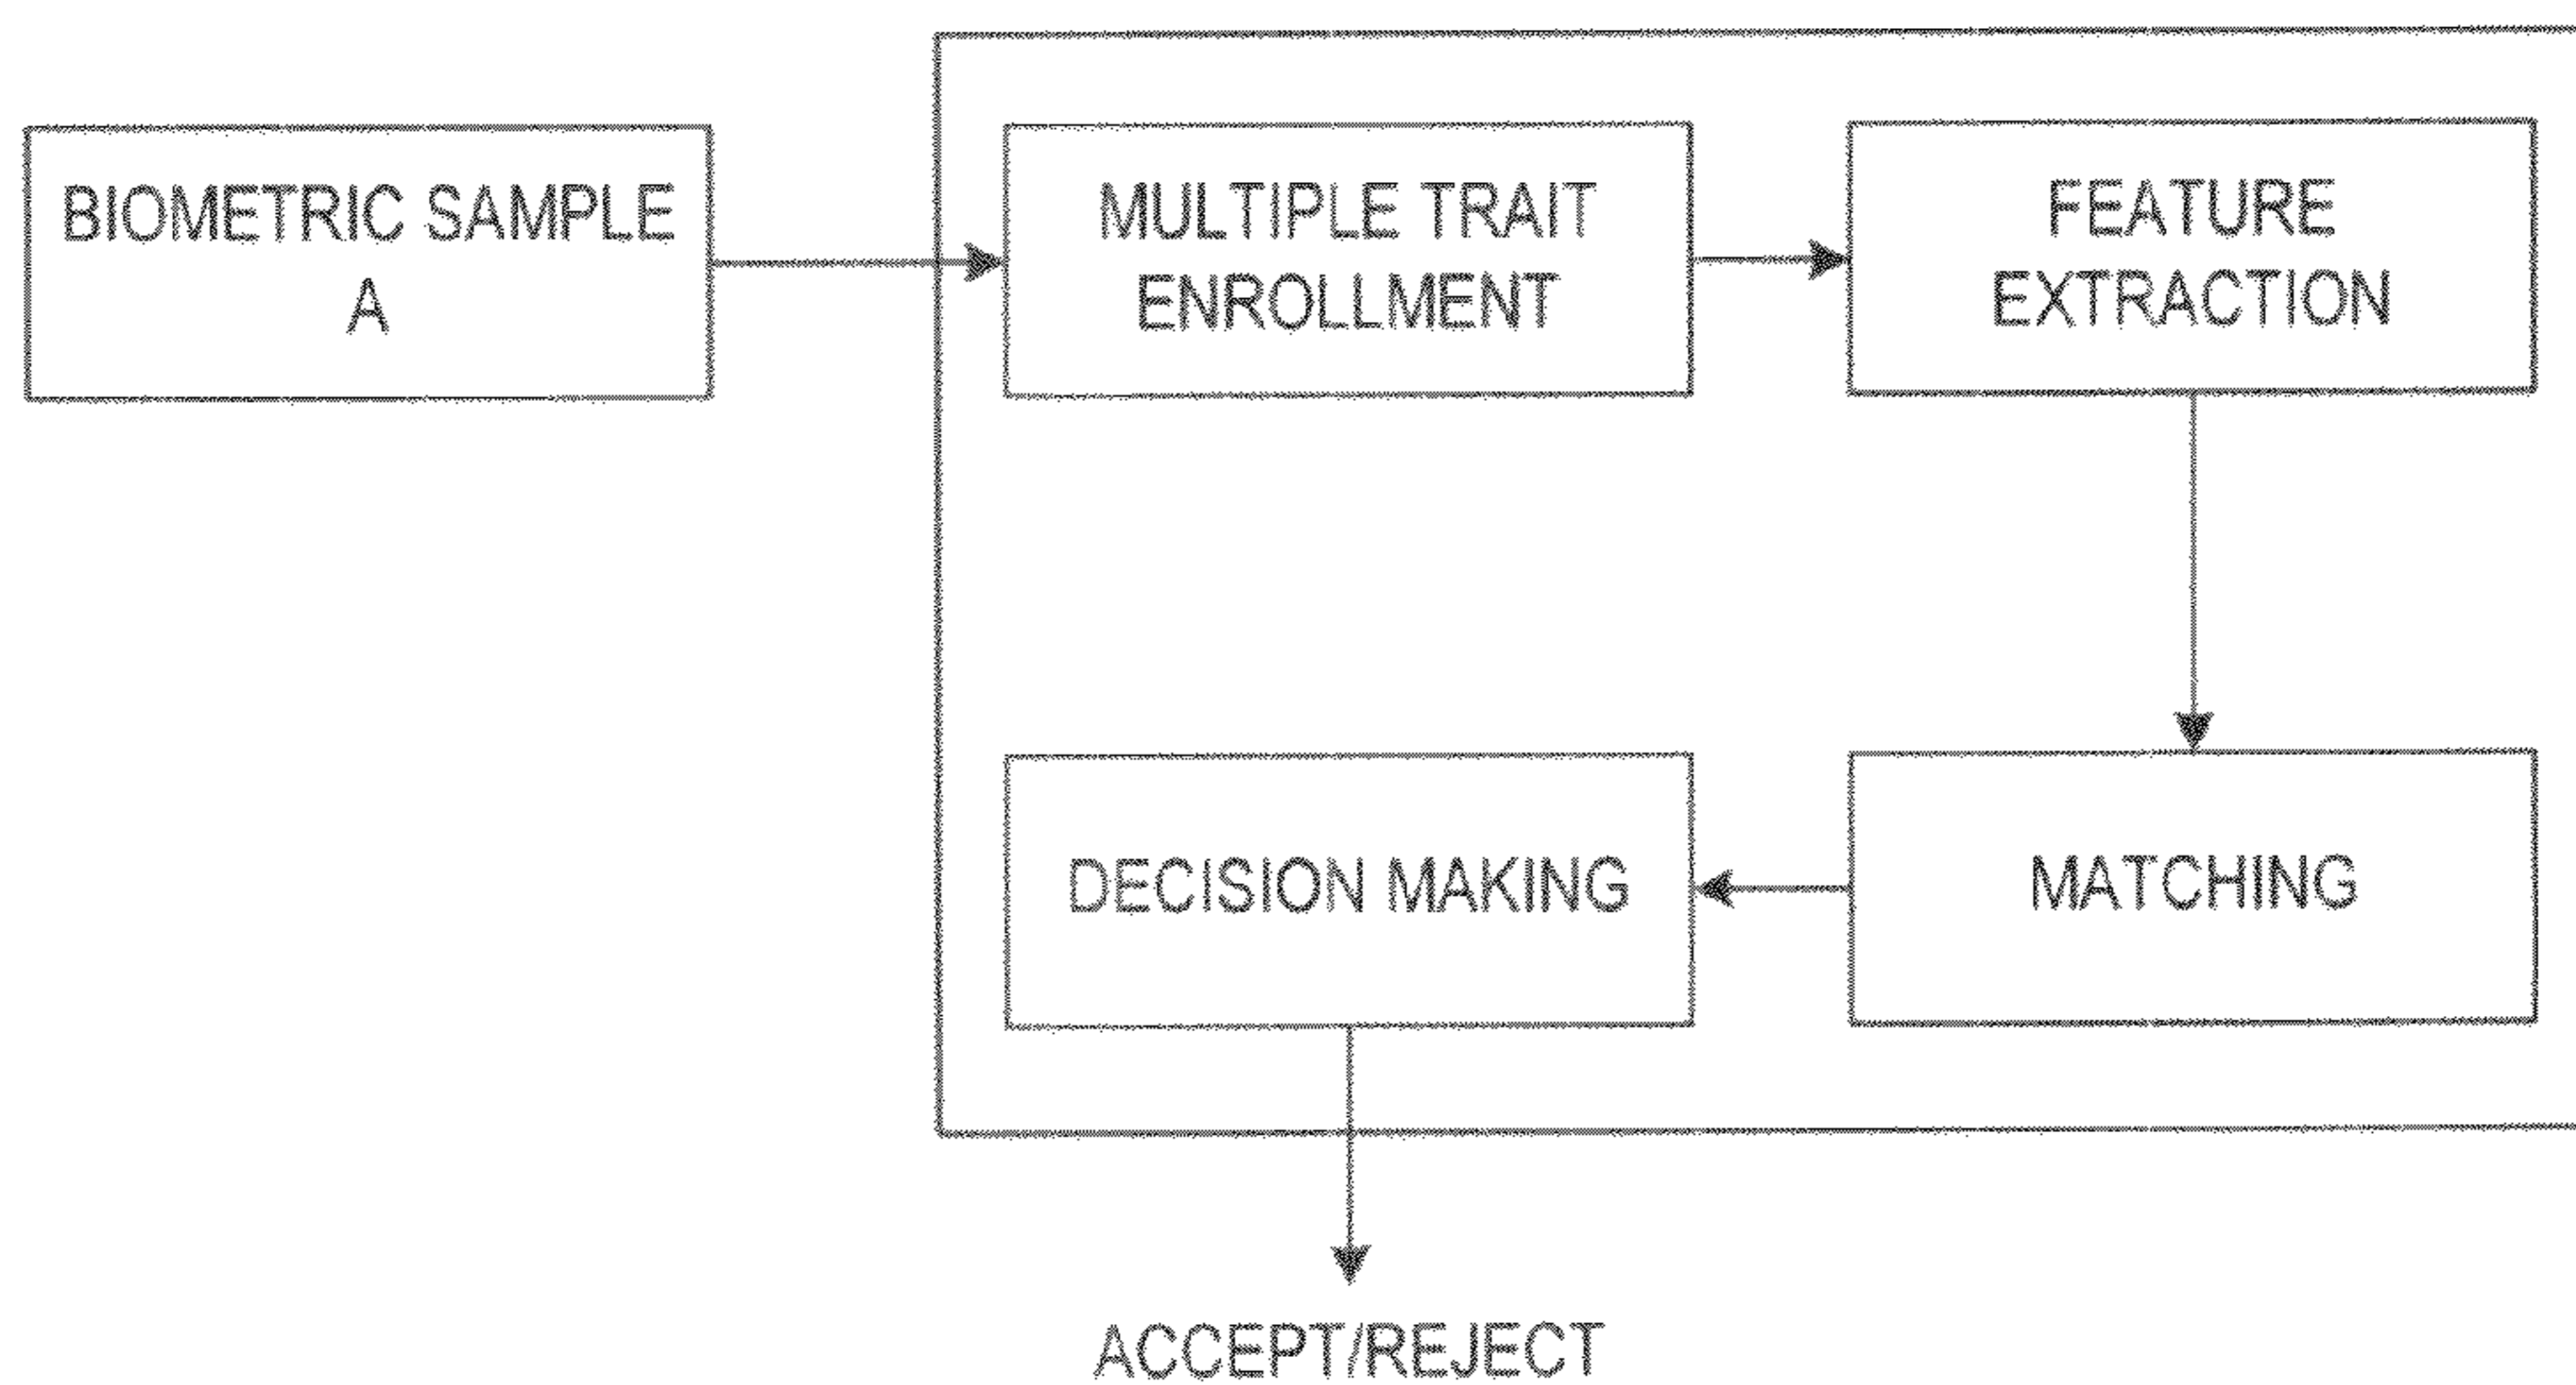 BIOMETRIC SAMPLE
A
MULTIPLE TRAIT
ENROLLMENT
FEATURE
EXTRACTION
DECISION MAKING
MATCHING
ACCEPT/REJECT